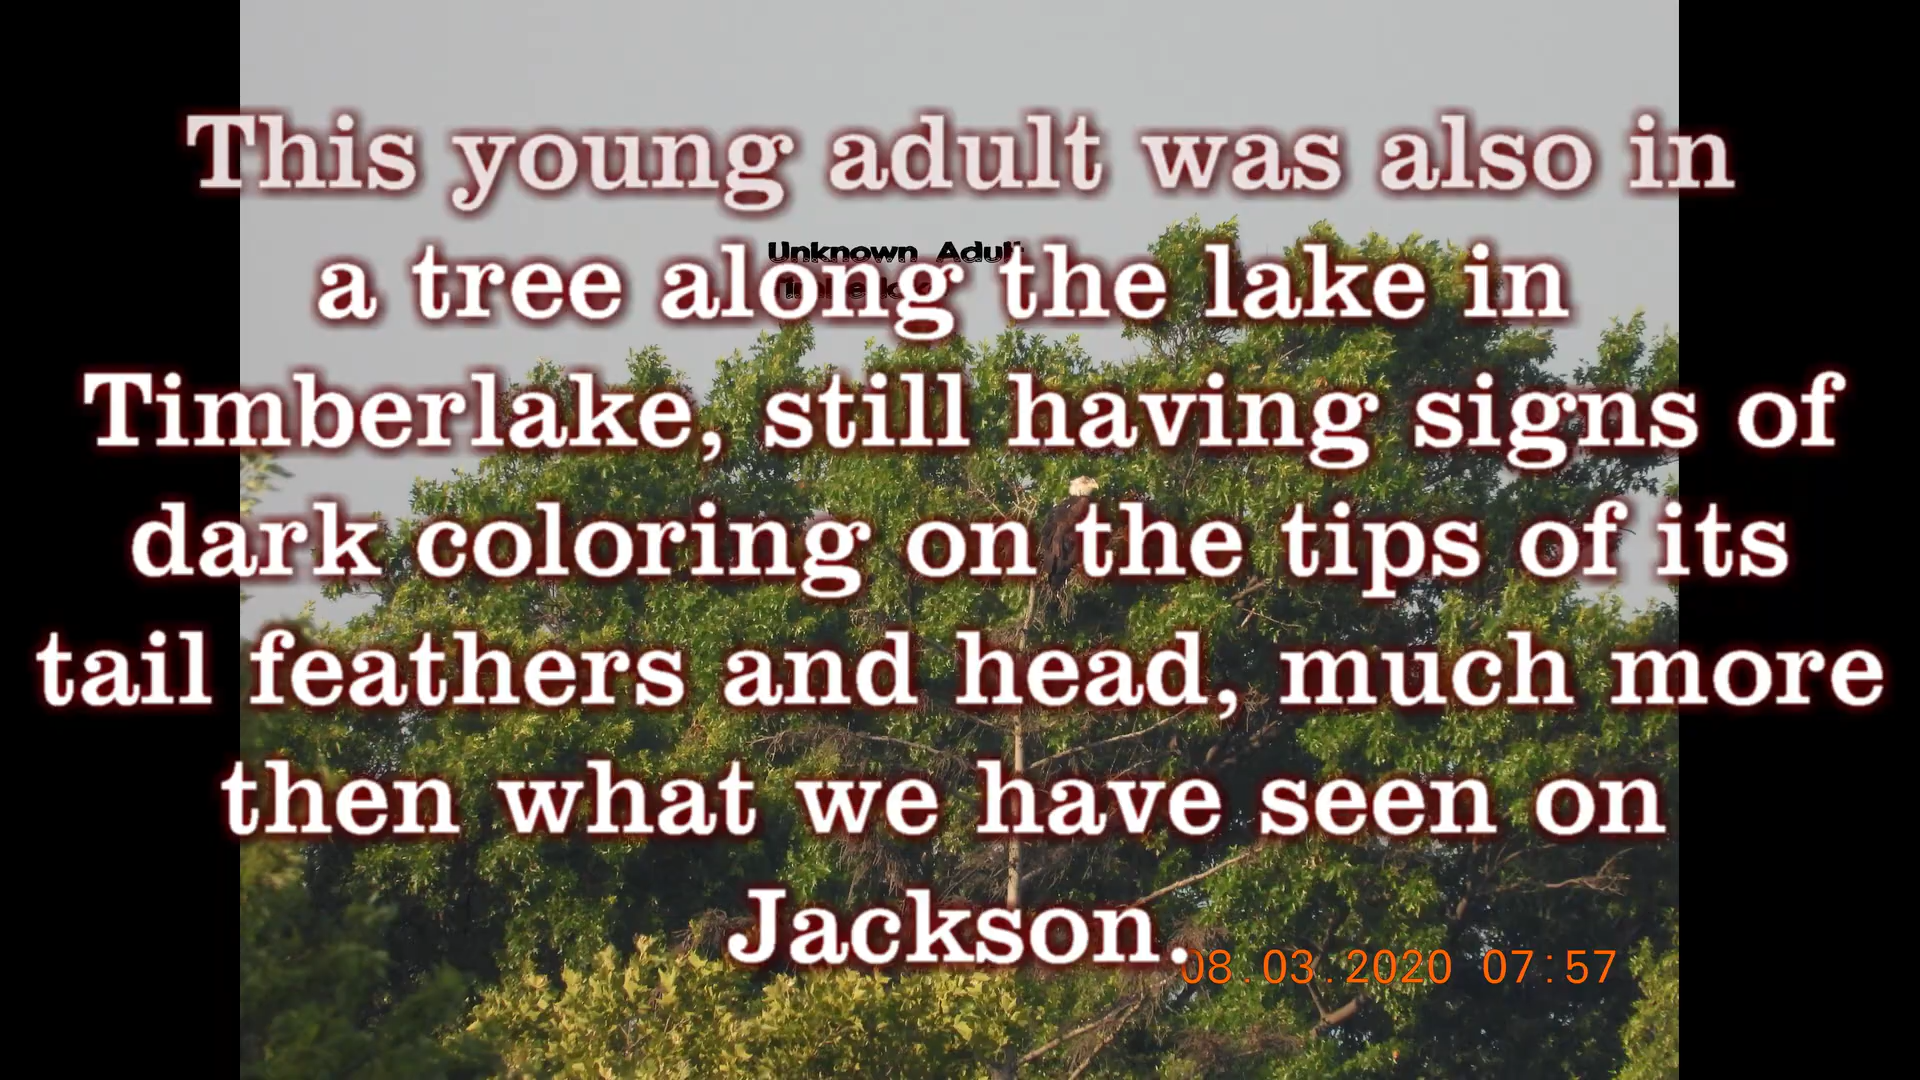 This young adult was also in
Unknown Adult
a tree along the lake in
Timberlake, still having signs of
dark coloring on the tips of its
tail feathers and head, much more
then what we have seen on
Jackson.
08.03.2020 07:57